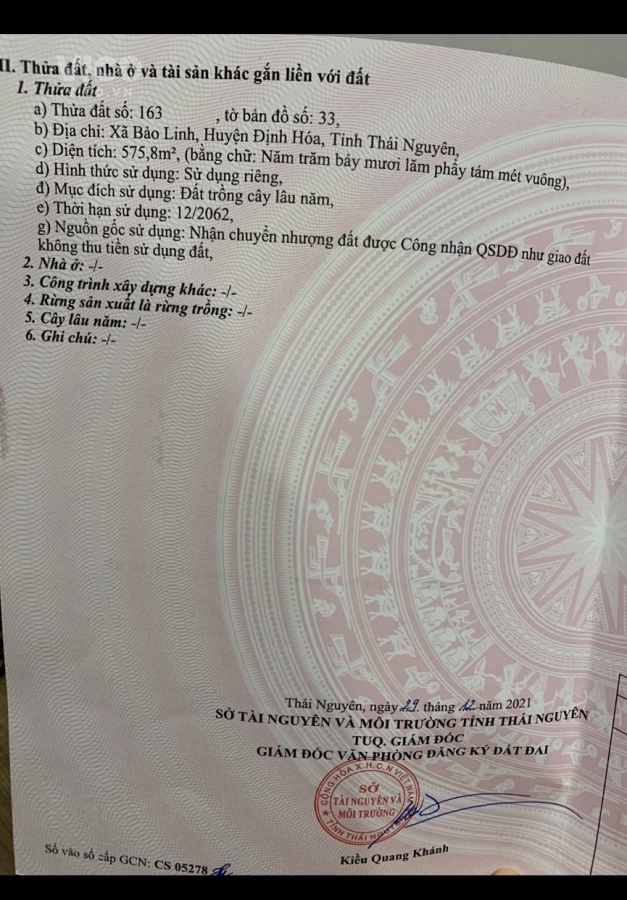 II. Thửa đất, nhà ở và tài sản khác gắn liền với đất
1. Thửa đất
a) Thửa đất số: 163 , tờ bản đồ số: 33,
b) Địa chỉ: Xã Bảo Linh, Huyện Định Hóa, Tỉnh Thái Nguyên,
c) Diện tích: 575,8m², (bằng chữ: Năm trăm bảy mươi lăm phẩy tám mét vuông),
d) Hình thức sử dụng: Sử dụng riêng,
đ) Mục đích sử dụng: Đất trồng cây lâu năm,
e) Thời hạn sử dụng: 12/2062,
g) Nguồn gốc sử dụng: Nhận chuyển nhượng đất được Công nhận QSDĐ như giao đất
không thu tiền sử dụng đất,
2. Nhà ở: -/-
3. Công trình xây dựng khác: -/-
4. Rừng sản xuất là rừng trồng: -/-
5. Cây lâu năm: -/-
6. Ghi chú: -/-
Thái Nguyên, ngày 29 tháng 12 năm 2021
SỞ TÀI NGUYÊN VÀ MÔI TRƯỜNG TỈNH THÁI NGUYÊN
TUQ. GIÁM ĐỐC
GIÁM ĐỐC VĂN PHÒNG ĐĂNG KÝ ĐẤT ĐAI
CỘNG HÒA X.H.C.N VIỆT NAM
SỞ
TÀI NGUYÊN VÀ
MÔI TRƯỜNG
TỈNH THÁI NGUYÊN
Kiều Quang Khánh
Số vào sổ cấp GCN: CS 05278